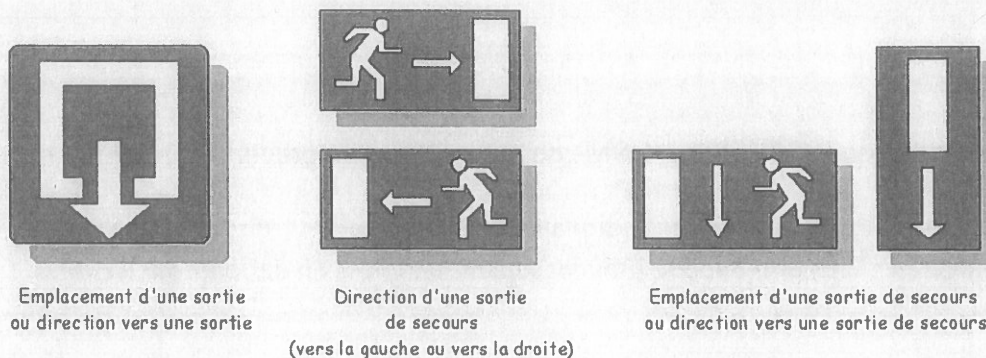 Emplacement d'une sortie
ou direction vers une sortie
Direction d'une sortie
de secours
(vers la gauche ou vers la droite)
Emplacement d'une sortie de secours
ou direction vers une sortie de secours